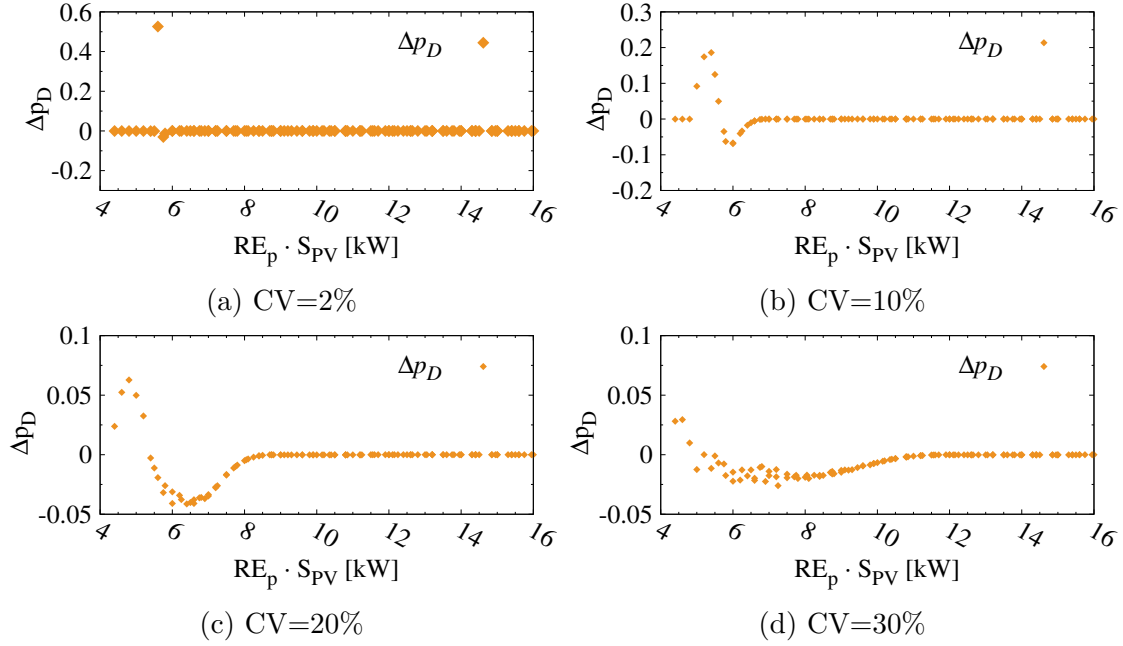 0.6
0.4
0.2
0
-0.2
Δp_D
Δp_D
4 6 8 10 12 14 16
RE_p · S_PV [kW]
(a) CV=2%
0.3
0.2
0.1
0
-0.1
-0.2
Δp_D
Δp_D
4 6 8 10 12 14 16
RE_p · S_PV [kW]
(b) CV=10%
0.1
0.05
0
-0.05
Δp_D
Δp_D
4 6 8 10 12 14 16
RE_p · S_PV [kW]
(c) CV=20%
0.1
0.05
0
-0.05
Δp_D
Δp_D
4 6 8 10 12 14 16
RE_p · S_PV [kW]
(d) CV=30%